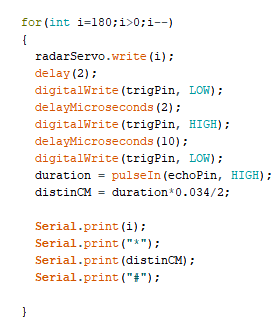 for(int i=180;i>0;i--)
{
radarServo.write(i);
delay(2);
digitalWrite(trigPin, LOW);
delayMicroseconds(2);
digitalWrite(trigPin, HIGH);
delayMicroseconds(10);
digitalWrite(trigPin, LOW);
duration = pulseIn(echoPin, HIGH);
distinCM = duration*0.034/2;
Serial.print(i);
Serial.print("*");
Serial.print(distinCM);
Serial.print("#");
}